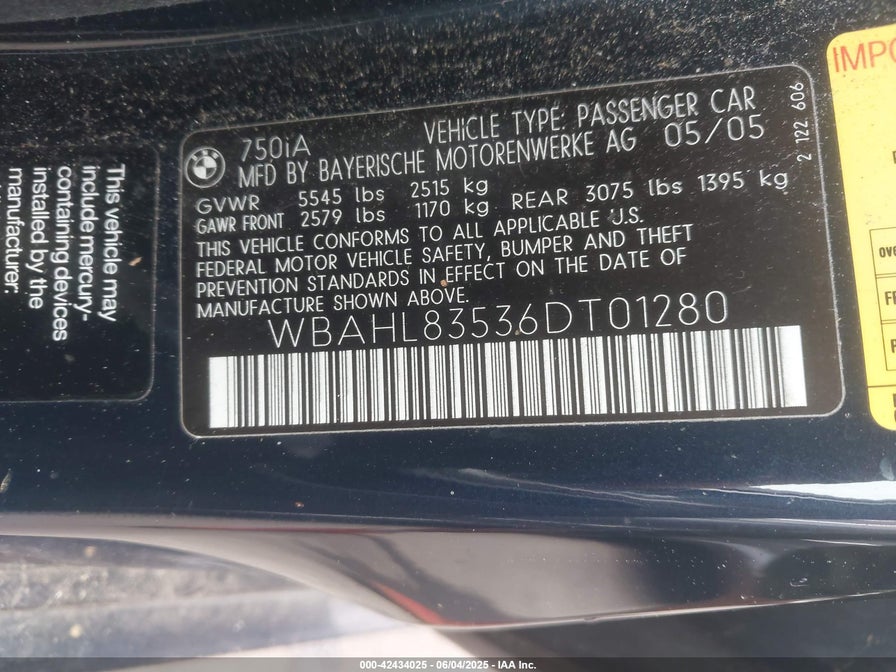 This vehicle may
include mercury-
containing devices
installed by the
manufacturer:
750iA
VEHICLE TYPE: PASSENGER CAR
MFD BY BAYERISCHE MOTORENWERKE AG 05/05
GVWR 5545 lbs 2515 kg
GAWR FRONT 2579 lbs 1170 kg REAR 3075 lbs 1395 kg
THIS VEHICLE CONFORMS TO ALL APPLICABLE U.S.
FEDERAL MOTOR VEHICLE SAFETY, BUMPER AND THEFT
PREVENTION STANDARDS IN EFFECT ON THE DATE OF
MANUFACTURE SHOWN ABOVE.
WBAHL83536DT01280
2 122 606
000-42434025 - 06/04/2025 - IAA Inc.